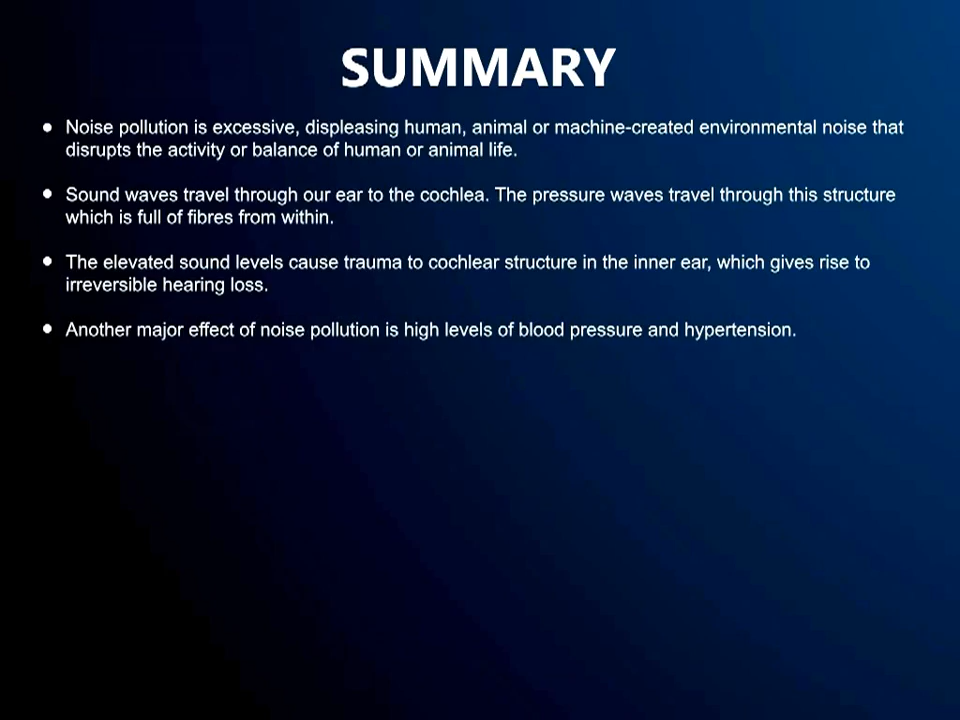 SUMMARY
• Noise pollution is excessive, displeasing human, animal or machine-created environmental noise that
disrupts the activity or balance of human or animal life.
• Sound waves travel through our ear to the cochlea. The pressure waves travel through this structure
which is full of fibres from within.
• The elevated sound levels cause trauma to cochlear structure in the inner ear, which gives rise to
irreversible hearing loss.
• Another major effect of noise pollution is high levels of blood pressure and hypertension.